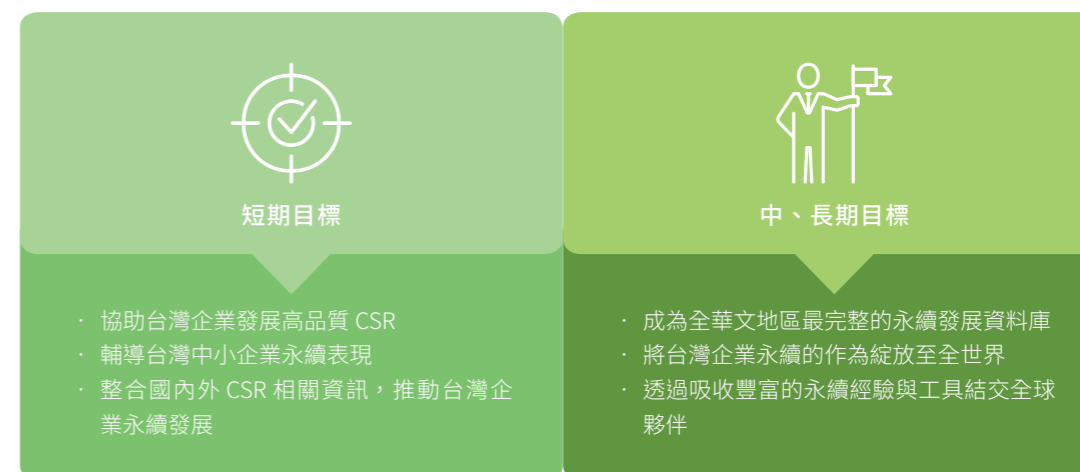 短期目標
· 協助台灣企業發展高品質 CSR
· 輔導台灣中小企業永續表現
· 整合國內外 CSR 相關資訊，推動台灣企
業永續發展
中、長期目標
· 成為全華文地區最完整的永續發展資料庫
· 將台灣企業永續的作為綻放至全世界
· 透過吸收豐富的永續經驗與工具結交全球
夥伴